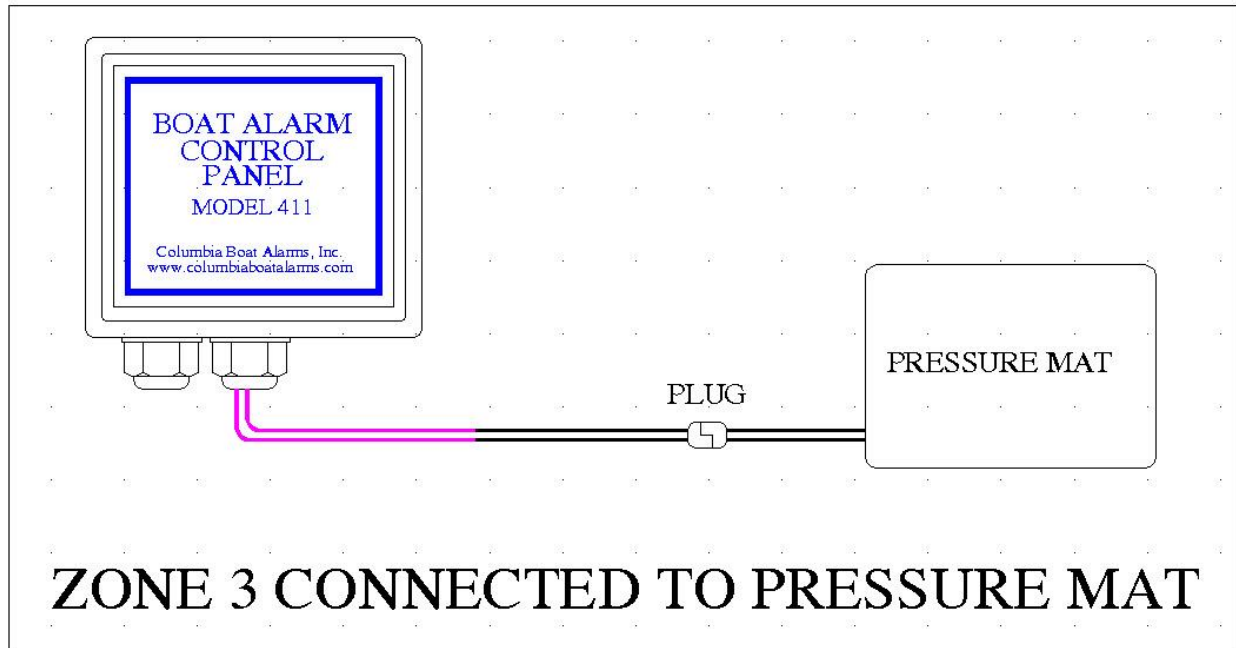 BOAT ALARM
CONTROL
PANEL
MODEL 411
Columbia Boat Alarms, Inc.
www.columbiaboatalarms.com
PRESSURE MAT
PLUG
ZONE 3 CONNECTED TO PRESSURE MAT